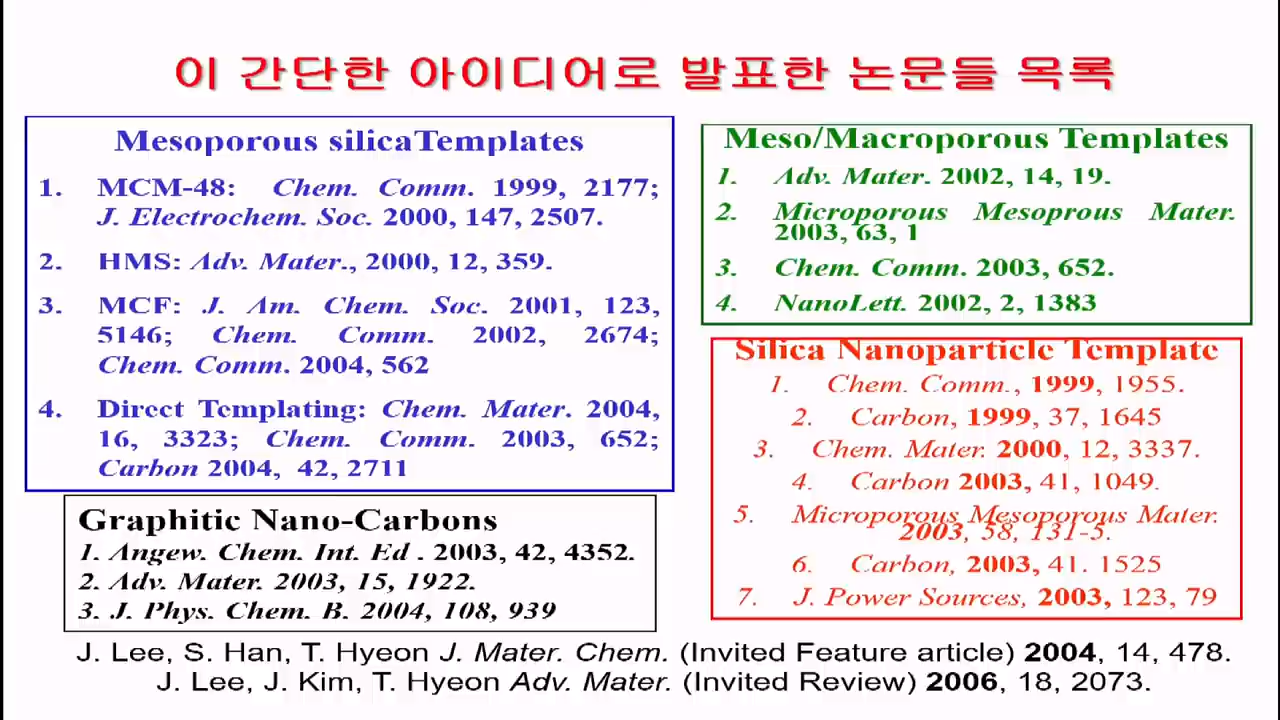 이 간단한 아이디어로 발표한 논문들 목록
Mesoporous silicaTemplates
1. MCM-48: Chem. Comm. 1999, 2177;
J. Electrochem. Soc. 2000, 147, 2507.
2. HMS: Adv. Mater., 2000, 12, 359.
3. MCF: J. Am. Chem. Soc. 2001, 123,
5146; Chem. Comm. 2002, 2674;
Chem. Comm. 2004, 562
4. Direct Templating: Chem. Mater. 2004,
16, 3323; Chem. Comm. 2003, 652;
Carbon 2004, 42, 2711
Graphitic Nano-Carbons
1. Angew. Chem. Int. Ed . 2003, 42, 4352.
2. Adv. Mater. 2003, 15, 1922.
3. J. Phys. Chem. B. 2004, 108, 939
Meso/Macroporous Templates
1. Adv. Mater. 2002, 14, 19.
2. Microporous Mesoprous Mater.
2003, 63, 1
3. Chem. Comm. 2003, 652.
4. NanoLett. 2002, 2, 1383
Silica Nanoparticle Template
1. Chem. Comm., 1999, 1955.
2. Carbon, 1999, 37, 1645
3. Chem. Mater. 2000, 12, 3337.
4. Carbon 2003, 41, 1049.
5. Microporous Mesoporous Mater.
2003, 58, 131-5.
6. Carbon, 2003, 41. 1525
7. J. Power Sources, 2003, 123, 79
J. Lee, S. Han, T. Hyeon J. Mater. Chem. (Invited Feature article) 2004, 14, 478.
J. Lee, J. Kim, T. Hyeon Adv. Mater. (Invited Review) 2006, 18, 2073.